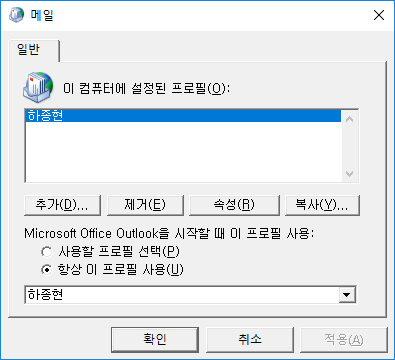 메일
일반
이 컴퓨터에 설정된 프로필(O):
하종현
추가(D)... 제거(E) 속성(R) 복사(Y)...
Microsoft Office Outlook을 시작할 때 이 프로필 사용:
사용할 프로필 선택(P)
항상 이 프로필 사용(U)
하종현
확인 취소 적용(A)